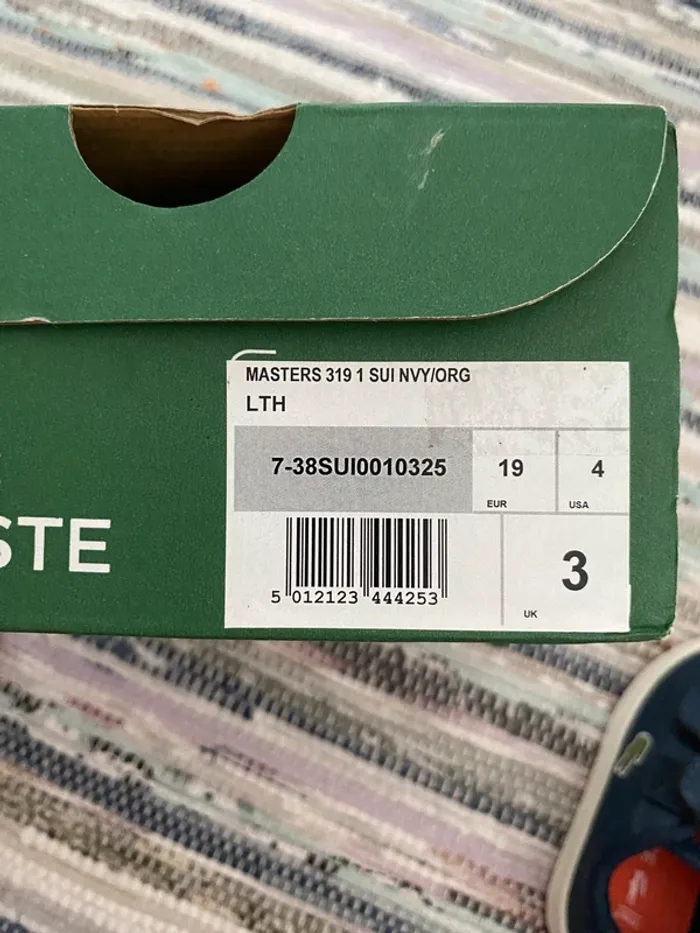 MASTERS 319 1 SUI NVY/ORG
LTH
7-38SUI0010325
19
EUR
4
USA
STE
5 012123 444253
3
UK